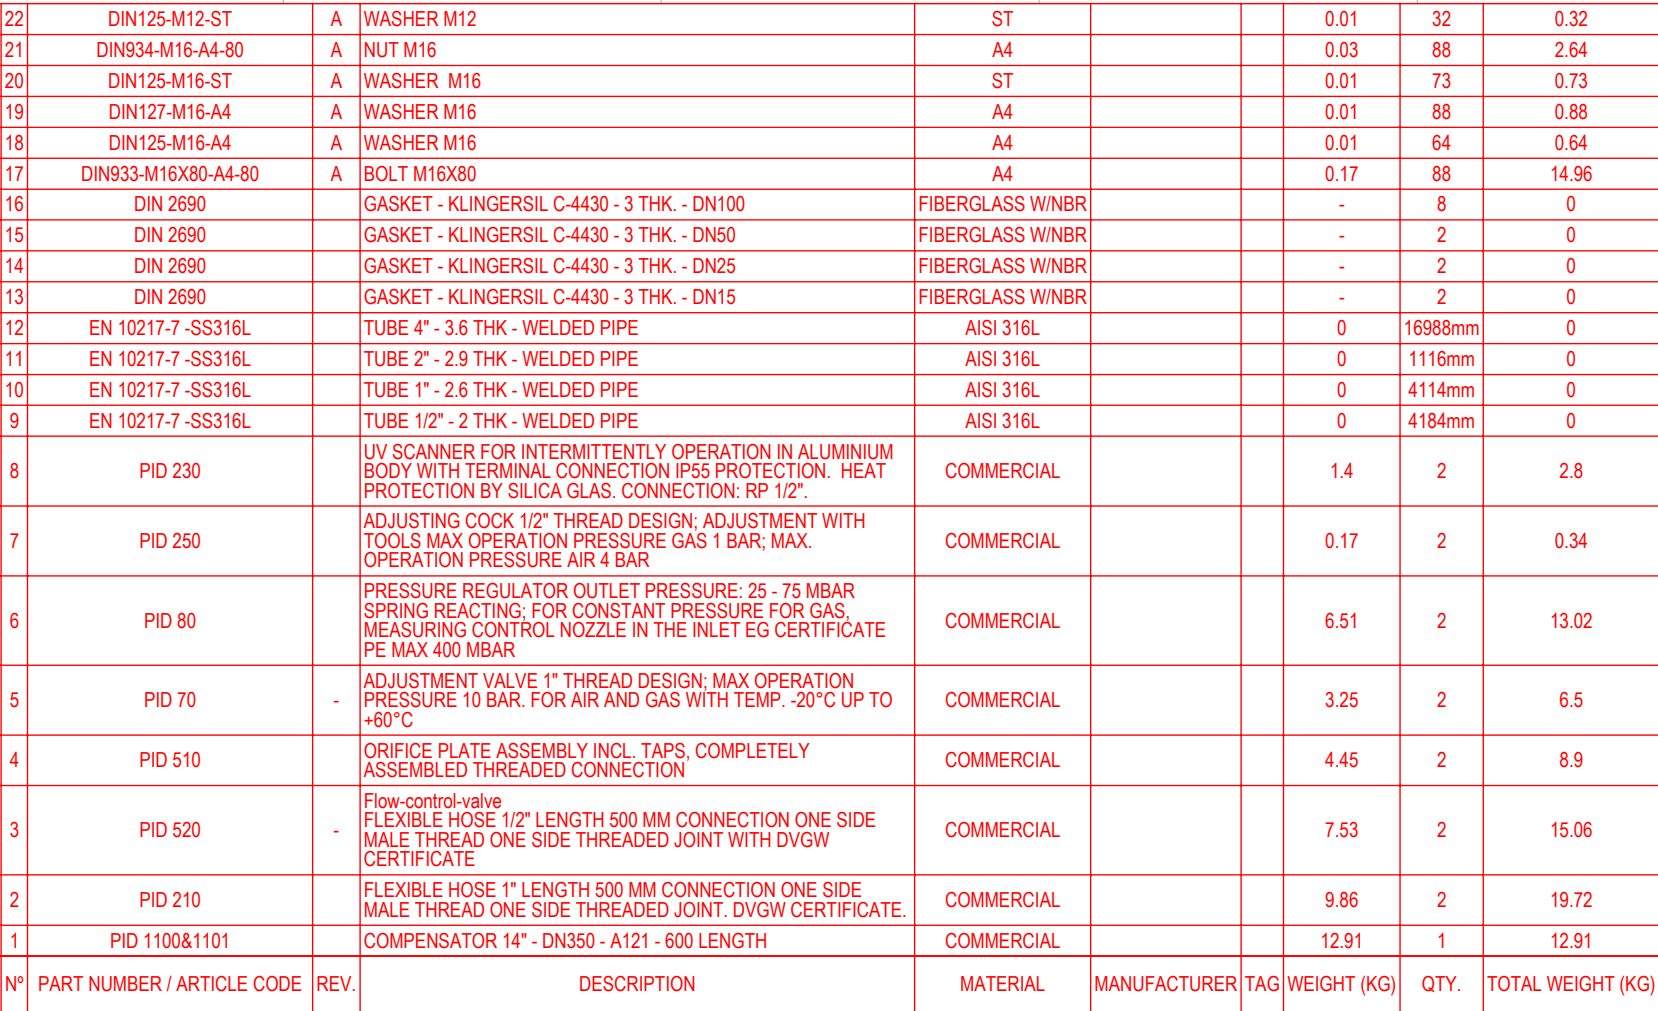 22 DIN125-M12-ST A WASHER M12 ST 0.01 32 0.32
21 DIN934-M16-A4-80 A NUT M16 A4 0.03 88 2.64
20 DIN125-M16-ST A WASHER  M16 ST 0.01 73 0.73
19 DIN127-M16-A4 A WASHER M16 A4 0.01 88 0.88
18 DIN125-M16-A4 A WASHER M16 A4 0.01 64 0.64
17 DIN933-M16X80-A4-80 A BOLT M16X80 A4 0.17 88 14.96
16 DIN 2690 GASKET - KLINGERSIL C-4430 - 3 THK. - DN100 FIBERGLASS W/NBR - 8 0
15 DIN 2690 GASKET - KLINGERSIL C-4430 - 3 THK. - DN50 FIBERGLASS W/NBR - 2 0
14 DIN 2690 GASKET - KLINGERSIL C-4430 - 3 THK. - DN25 FIBERGLASS W/NBR - 2 0
13 DIN 2690 GASKET - KLINGERSIL C-4430 - 3 THK. - DN15 FIBERGLASS W/NBR - 2 0
12 EN 10217-7 -SS316L TUBE 4" - 3.6 THK - WELDED PIPE AISI 316L 0 16988mm 0
11 EN 10217-7 -SS316L TUBE 2" - 2.9 THK - WELDED PIPE AISI 316L 0 1116mm 0
10 EN 10217-7 -SS316L TUBE 1" - 2.6 THK - WELDED PIPE AISI 316L 0 4114mm 0
9 EN 10217-7 -SS316L TUBE 1/2" - 2 THK - WELDED PIPE AISI 316L 0 4184mm 0
UV SCANNER FOR INTERMITTENTLY OPERATION IN ALUMINIUM
8 PID 230 BODY WITH TERMINAL CONNECTION IP55 PROTECTION.  HEAT COMMERCIAL 1.4 2 2.8
PROTECTION BY SILICA GLAS. CONNECTION: RP 1/2".
ADJUSTING COCK 1/2" THREAD DESIGN; ADJUSTMENT WITH
7 PID 250 TOOLS MAX OPERATION PRESSURE GAS 1 BAR; MAX. COMMERCIAL 0.17 2 0.34
OPERATION PRESSURE AIR 4 BAR
PRESSURE REGULATOR OUTLET PRESSURE: 25 - 75 MBAR
SPRING REACTING; FOR CONSTANT PRESSURE FOR GAS,
6 PID 80 MEASURING CONTROL NOZZLE IN THE INLET EG CERTIFICATE COMMERCIAL 6.51 2 13.02
PE MAX 400 MBAR
ADJUSTMENT VALVE 1" THREAD DESIGN; MAX OPERATION
5 PID 70 - PRESSURE 10 BAR. FOR AIR AND GAS WITH TEMP. -20°C UP TO COMMERCIAL 3.25 2 6.5
+60°C
4 PID 510 ORIFICE PLATE ASSEMBLY INCL. TAPS, COMPLETELY COMMERCIAL 4.45 2 8.9
ASSEMBLED THREADED CONNECTION
Flow-control-valve
FLEXIBLE HOSE 1/2" LENGTH 500 MM CONNECTION ONE SIDE
3 PID 520 - MALE THREAD ONE SIDE THREADED JOINT WITH DVGW COMMERCIAL 7.53 2 15.06
CERTIFICATE
2 PID 210 FLEXIBLE HOSE 1" LENGTH 500 MM CONNECTION ONE SIDE COMMERCIAL 9.86 2 19.72
MALE THREAD ONE SIDE THREADED JOINT. DVGW CERTIFICATE.
1 PID 1100&1101 COMPENSATOR 14" - DN350 - A121 - 600 LENGTH COMMERCIAL 12.91 1 12.91
Nº PART NUMBER / ARTICLE CODE REV. DESCRIPTION MATERIAL MANUFACTURER TAG WEIGHT (KG) QTY. TOTAL WEIGHT (KG)